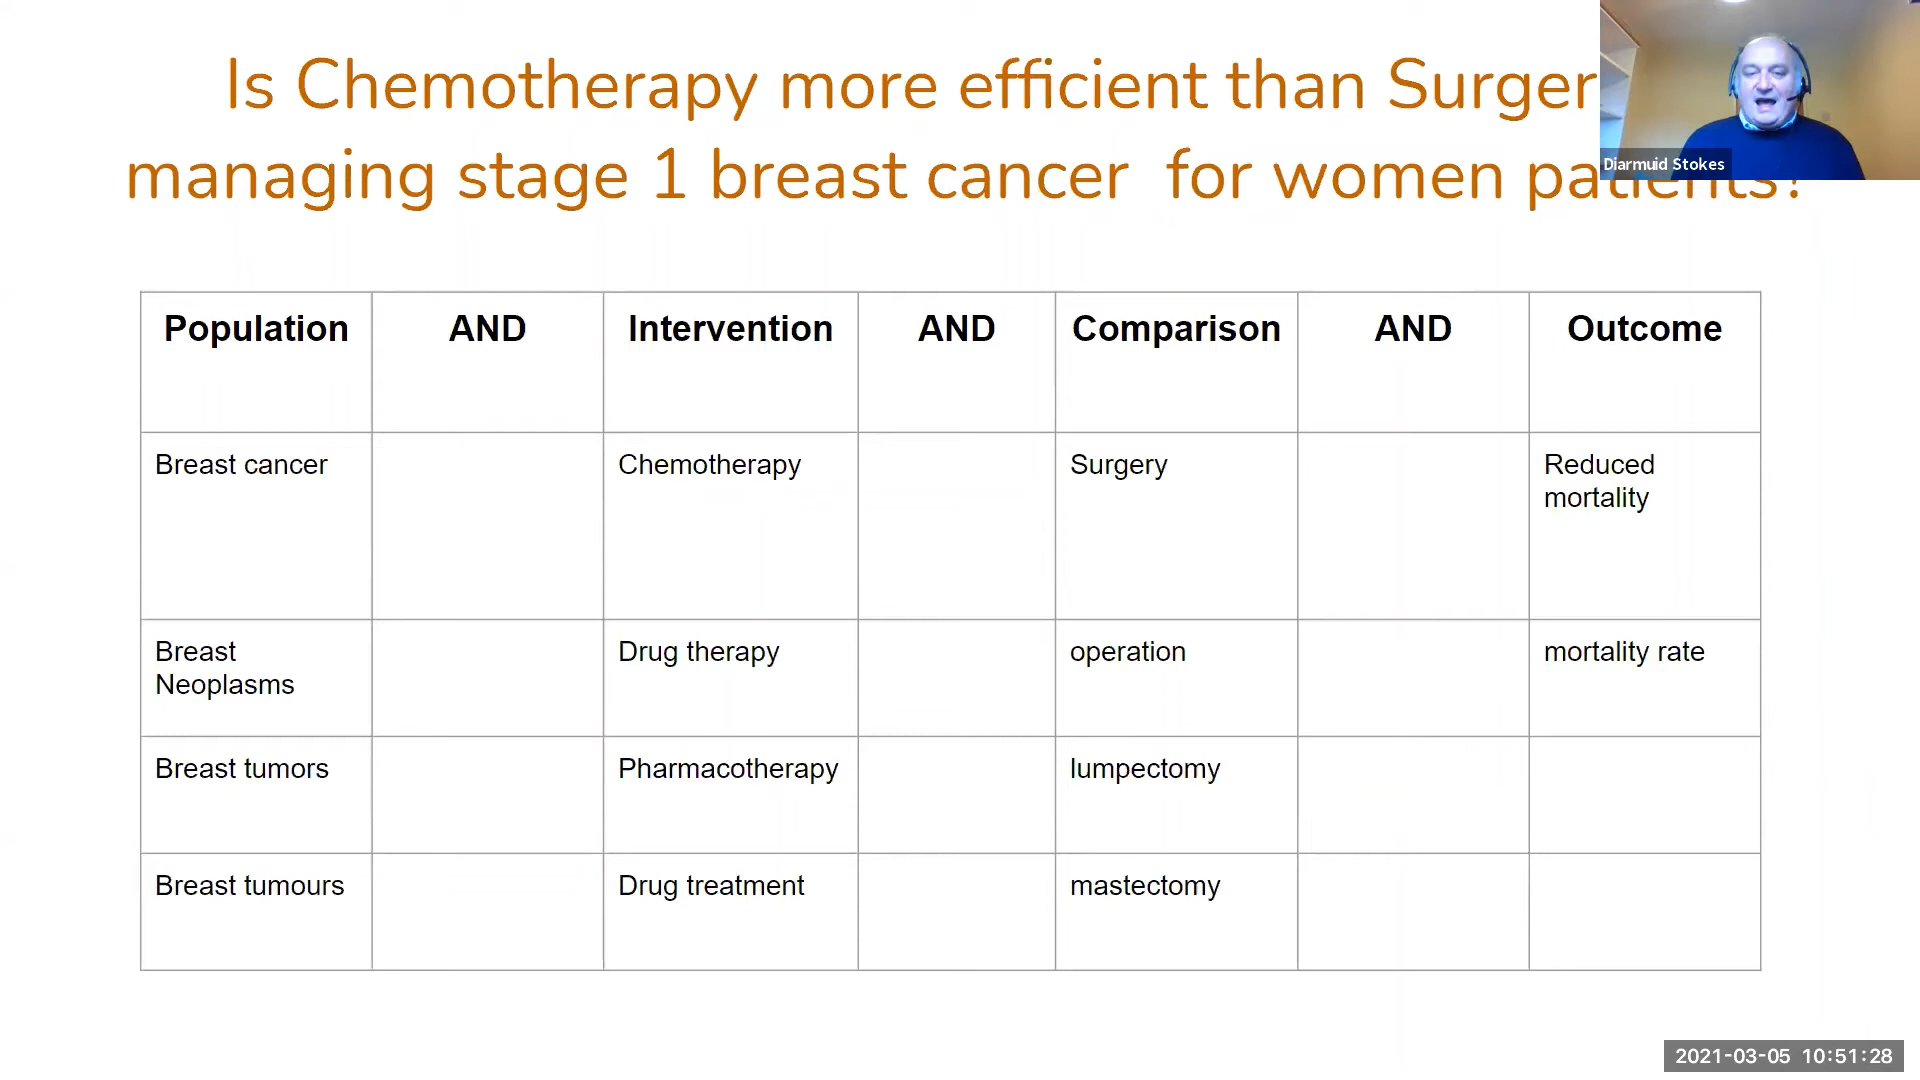 Is Chemotherapy more efficient than Surger
managing stage 1 breast cancer for women patients?
Diarmuid Stokes
Population AND Intervention AND Comparison AND Outcome
Breast cancer Chemotherapy Surgery Reduced
mortality
Breast Drug therapy operation mortality rate
Neoplasms
Breast tumors Pharmacotherapy lumpectomy
Breast tumours Drug treatment mastectomy
2021-03-05 10:51:28